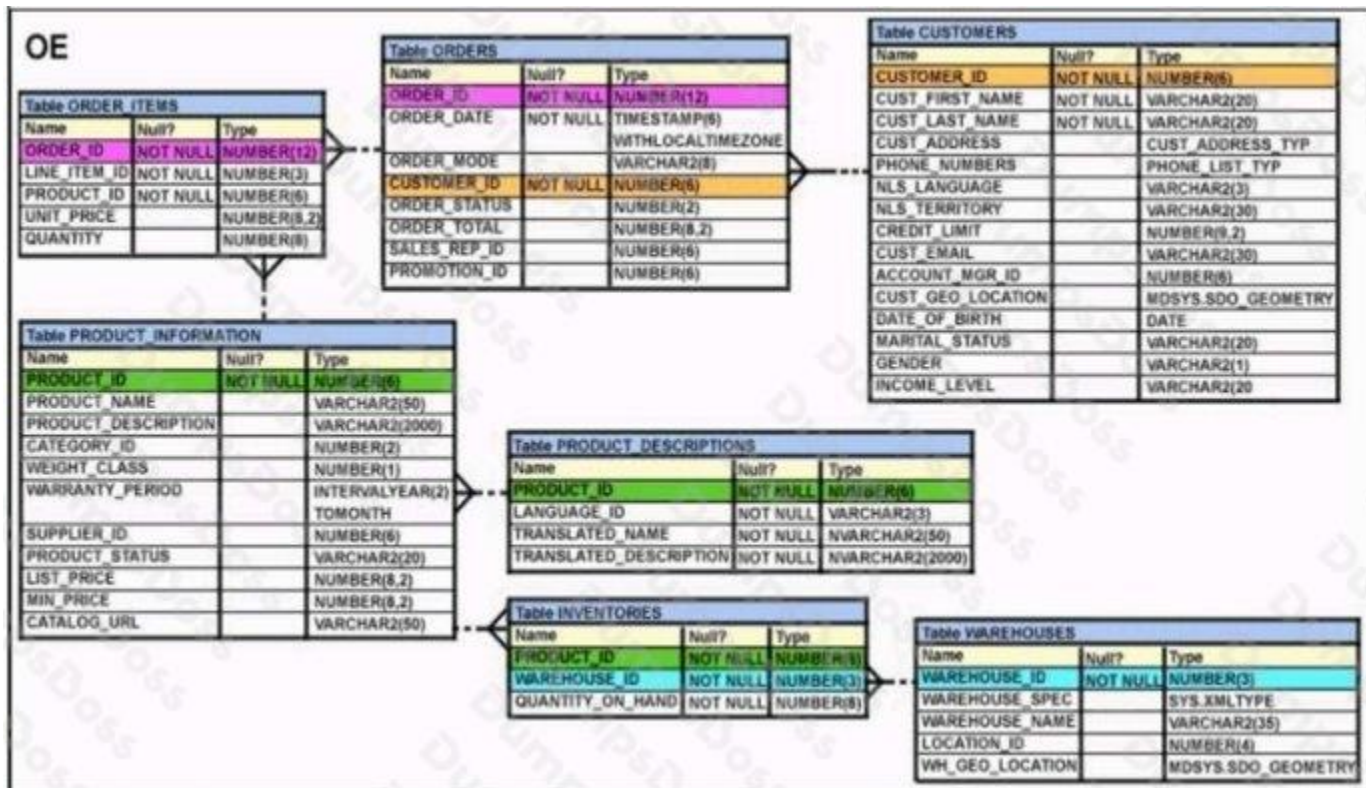 OE
Table ORDER_ITEMS
Name Null? Type
ORDER_ID NOT NULL NUMBER(12)
LINE_ITEM_ID NOT NULL NUMBER(3)
PRODUCT_ID NOT NULL NUMBER(6)
UNIT_PRICE NUMBER(8,2)
QUANTITY NUMBER(8)
Table ORDERS
Name Null? Type
ORDER_ID NOT NULL NUMBER(12)
ORDER_DATE NOT NULL TIMESTAMP(6)
WITHLOCALTIMEZONE
ORDER_MODE VARCHAR2(8)
CUSTOMER_ID NOT NULL NUMBER(6)
ORDER_STATUS NUMBER(2)
ORDER_TOTAL NUMBER(8,2)
SALES_REP_ID NUMBER(6)
PROMOTION_ID NUMBER(6)
Table CUSTOMERS
Name Null? Type
CUSTOMER_ID NOT NULL NUMBER(6)
CUST_FIRST_NAME NOT NULL VARCHAR2(20)
CUST_LAST_NAME NOT NULL VARCHAR2(20)
CUST_ADDRESS CUST_ADDRESS_TYP
PHONE_NUMBERS PHONE_LIST_TYP
NLS_LANGUAGE VARCHAR2(3)
NLS_TERRITORY VARCHAR2(30)
CREDIT_LIMIT NUMBER(9,2)
CUST_EMAIL VARCHAR2(30)
ACCOUNT_MGR_ID NUMBER(6)
CUST_GEO_LOCATION MDSYS.SDO_GEOMETRY
DATE_OF_BIRTH DATE
MARITAL_STATUS VARCHAR2(20)
GENDER VARCHAR2(1)
INCOME_LEVEL VARCHAR2(20
Table PRODUCT_INFORMATION
Name Null? Type
PRODUCT_ID NOT NULL NUMBER(6)
PRODUCT_NAME VARCHAR2(50)
PRODUCT_DESCRIPTION VARCHAR2(2000)
CATEGORY_ID NUMBER(2)
WEIGHT_CLASS NUMBER(1)
WARRANTY_PERIOD INTERVALYEAR(2)
TOMONTH
SUPPLIER_ID NUMBER(6)
PRODUCT_STATUS VARCHAR2(20)
LIST_PRICE NUMBER(8,2)
MIN_PRICE NUMBER(8,2)
CATALOG_URL VARCHAR2(50)
Table PRODUCT_DESCRIPTIONS
Name Null? Type
PRODUCT_ID NOT NULL NUMBER(6)
LANGUAGE_ID NOT NULL VARCHAR2(3)
TRANSLATED_NAME NOT NULL NVARCHAR2(50)
TRANSLATED_DESCRIPTION NOT NULL NVARCHAR2(2000)
Table INVENTORIES
Name Null? Type
PRODUCT_ID NOT NULL NUMBER(6)
WAREHOUSE_ID NOT NULL NUMBER(3)
QUANTITY_ON_HAND NOT NULL NUMBER(8)
Table WAREHOUSES
Name Null? Type
WAREHOUSE_ID NOT NULL NUMBER(3)
WAREHOUSE_SPEC SYS.XMLTYPE
WAREHOUSE_NAME VARCHAR2(35)
LOCATION_ID NUMBER(4)
WH_GEO_LOCATION MDSYS.SDO_GEOMETRY
DumpsDoss